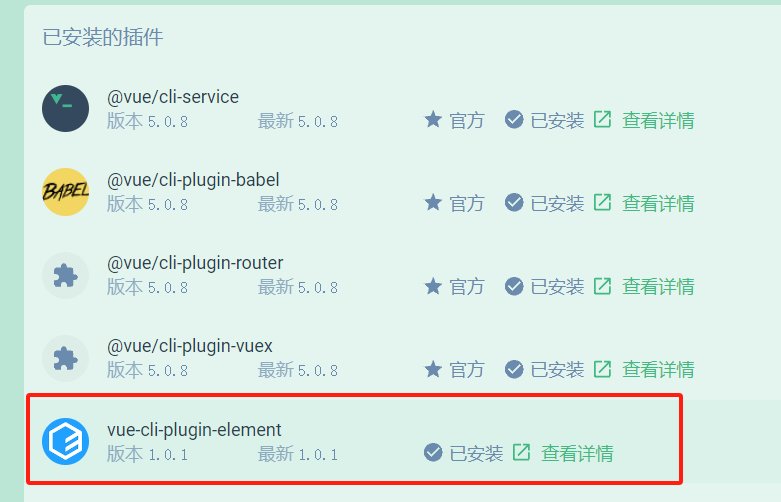 已安装的插件
@vue/cli-service
版本 5.0.8 最新 5.0.8 官方 已安装 查看详情
BABEL
@vue/cli-plugin-babel
版本 5.0.8 最新 5.0.8 官方 已安装 查看详情
@vue/cli-plugin-router
版本 5.0.8 最新 5.0.8 官方 已安装 查看详情
@vue/cli-plugin-vuex
版本 5.0.8 最新 5.0.8 官方 已安装 查看详情
vue-cli-plugin-element
版本 1.0.1 最新 1.0.1 已安装 查看详情